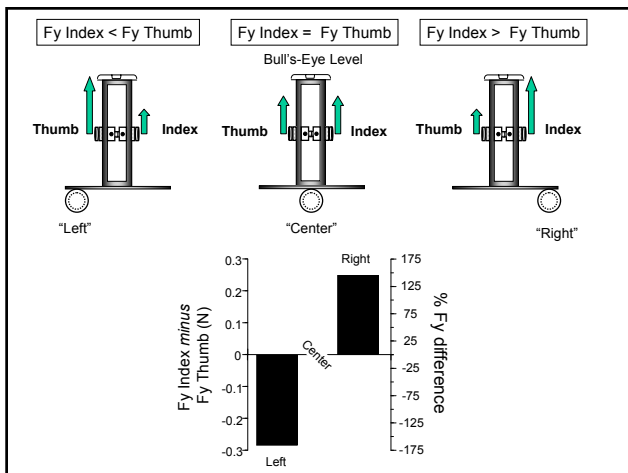 Fy Index < Fy Thumb
Fy Index = Fy Thumb
Fy Index > Fy Thumb
Bull's-Eye Level
Thumb
Index
Thumb
Index
Thumb
Index
"Left"
"Center"
"Right"
Fy Index minus
Fy Thumb (N)
0.3
0.2
0.1
0
-0.1
-0.2
-0.3
Right
Center
Left
175
125
75
25
-25
-75
-125
-175
% Fy difference